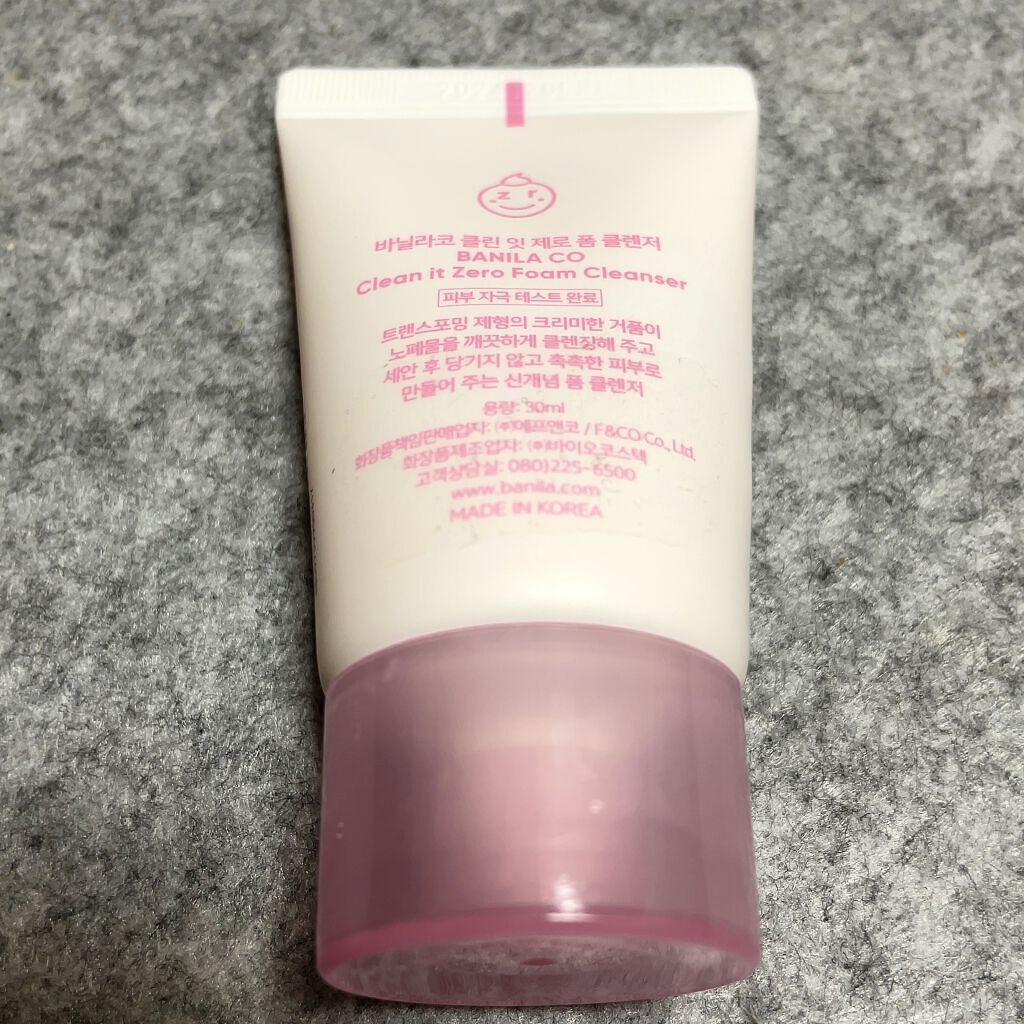 z r
바닐라코 클린 잇 제로 폼 클렌저
BANILA CO
Clean it Zero Foam Cleanser
피부 자극 테스트 완료
트랜스포밍 제형의 크리미한 거품이
노폐물을 깨끗하게 클렌징해 주고
세안 후 당기지 않고 촉촉한 피부로
만들어 주는 신개념 폼 클렌저
용량: 30ml
화장품책임판매업자: ㈜에프앤코 / F&CO Co., Ltd.
화장품제조업자: ㈜바이오코스텍
고객상담실: 080)225-6500
www.banila.com
MADE IN KOREA